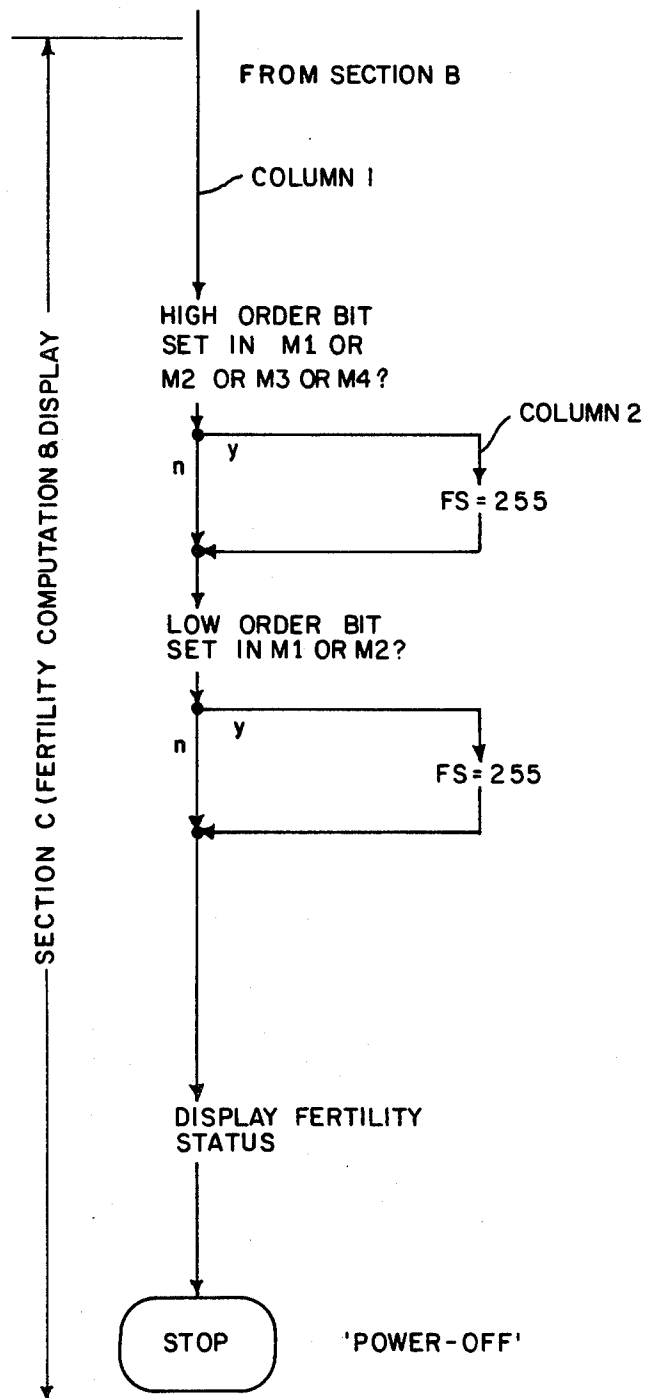 FROM SECTION B
COLUMN 1
HIGH ORDER BIT
SET IN M1 OR
M2 OR M3 OR M4?
COLUMN 2
y
n
FS=255
LOW ORDER BIT
SET IN M1 OR M2?
y
n
FS=255
SECTION C (FERTILITY COMPUTATION & DISPLAY
DISPLAY FERTILITY
STATUS
STOP
'POWER-OFF'